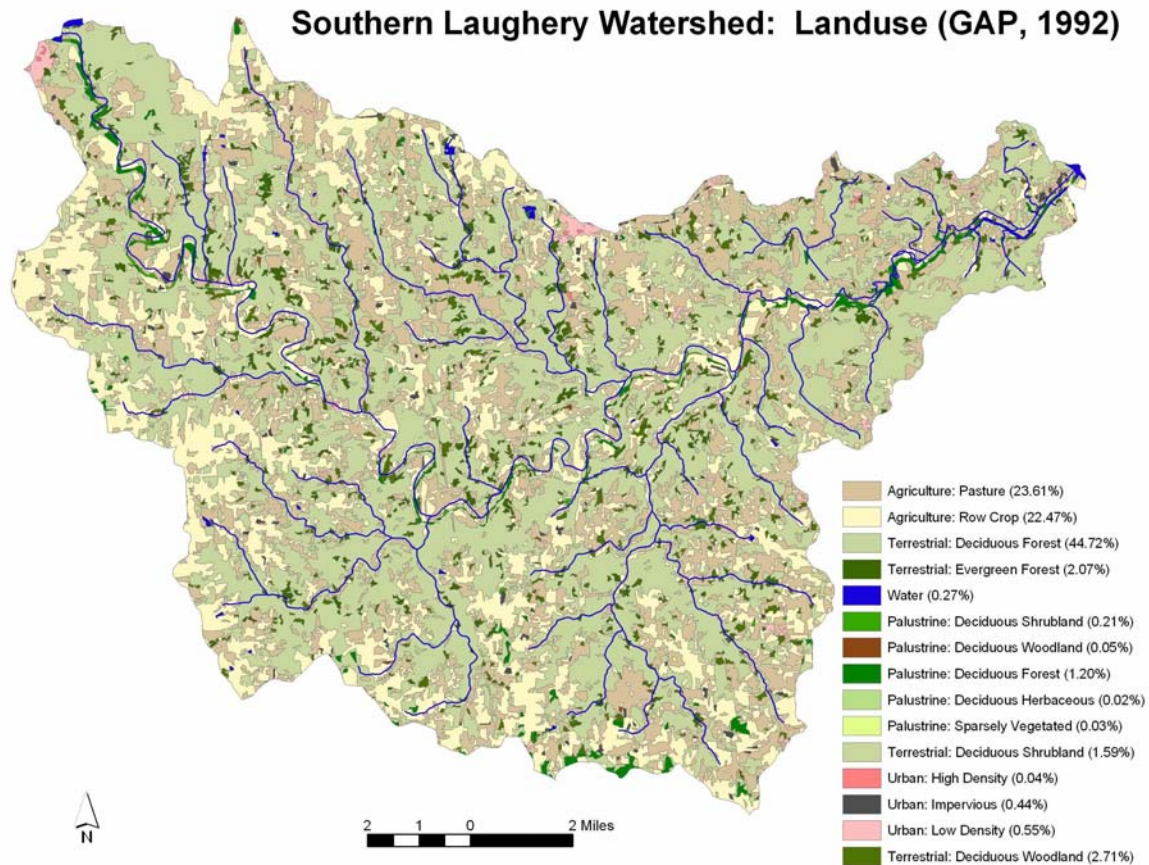 Southern Laughery Watershed: Landuse (GAP, 1992)
Agriculture: Pasture (23.61%)
Agriculture: Row Crop (22.47%)
Terrestrial: Deciduous Forest (44.72%)
Terrestrial: Evergreen Forest (2.07%)
Water (0.27%)
Palustrine: Deciduous Shrubland (0.21%)
Palustrine: Deciduous Woodland (0.05%)
Palustrine: Deciduous Forest (1.20%)
Palustrine: Deciduous Herbaceous (0.02%)
Palustrine: Sparsely Vegetated (0.03%)
Terrestrial: Deciduous Shrubland (1.59%)
Urban: High Density (0.04%)
Urban: Impervious (0.44%)
Urban: Low Density (0.55%)
Terrestrial: Deciduous Woodland (2.71%)
N
2 1 0 2 Miles